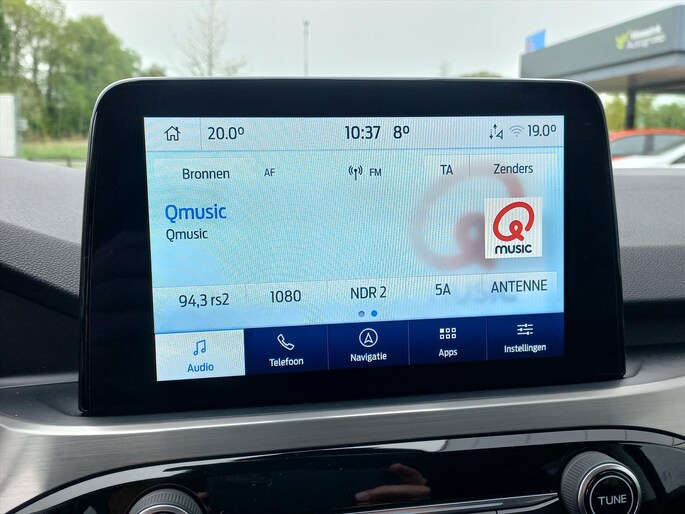 20.0° 10:37 8° 19.0°
Bronnen AF FM TA Zenders
Qmusic
Qmusic
Q music
94,3 rs2 1080 NDR 2 5A ANTENNE
MUSIC
Audio Telefoon Navigatie Apps Instellingen
TUNE